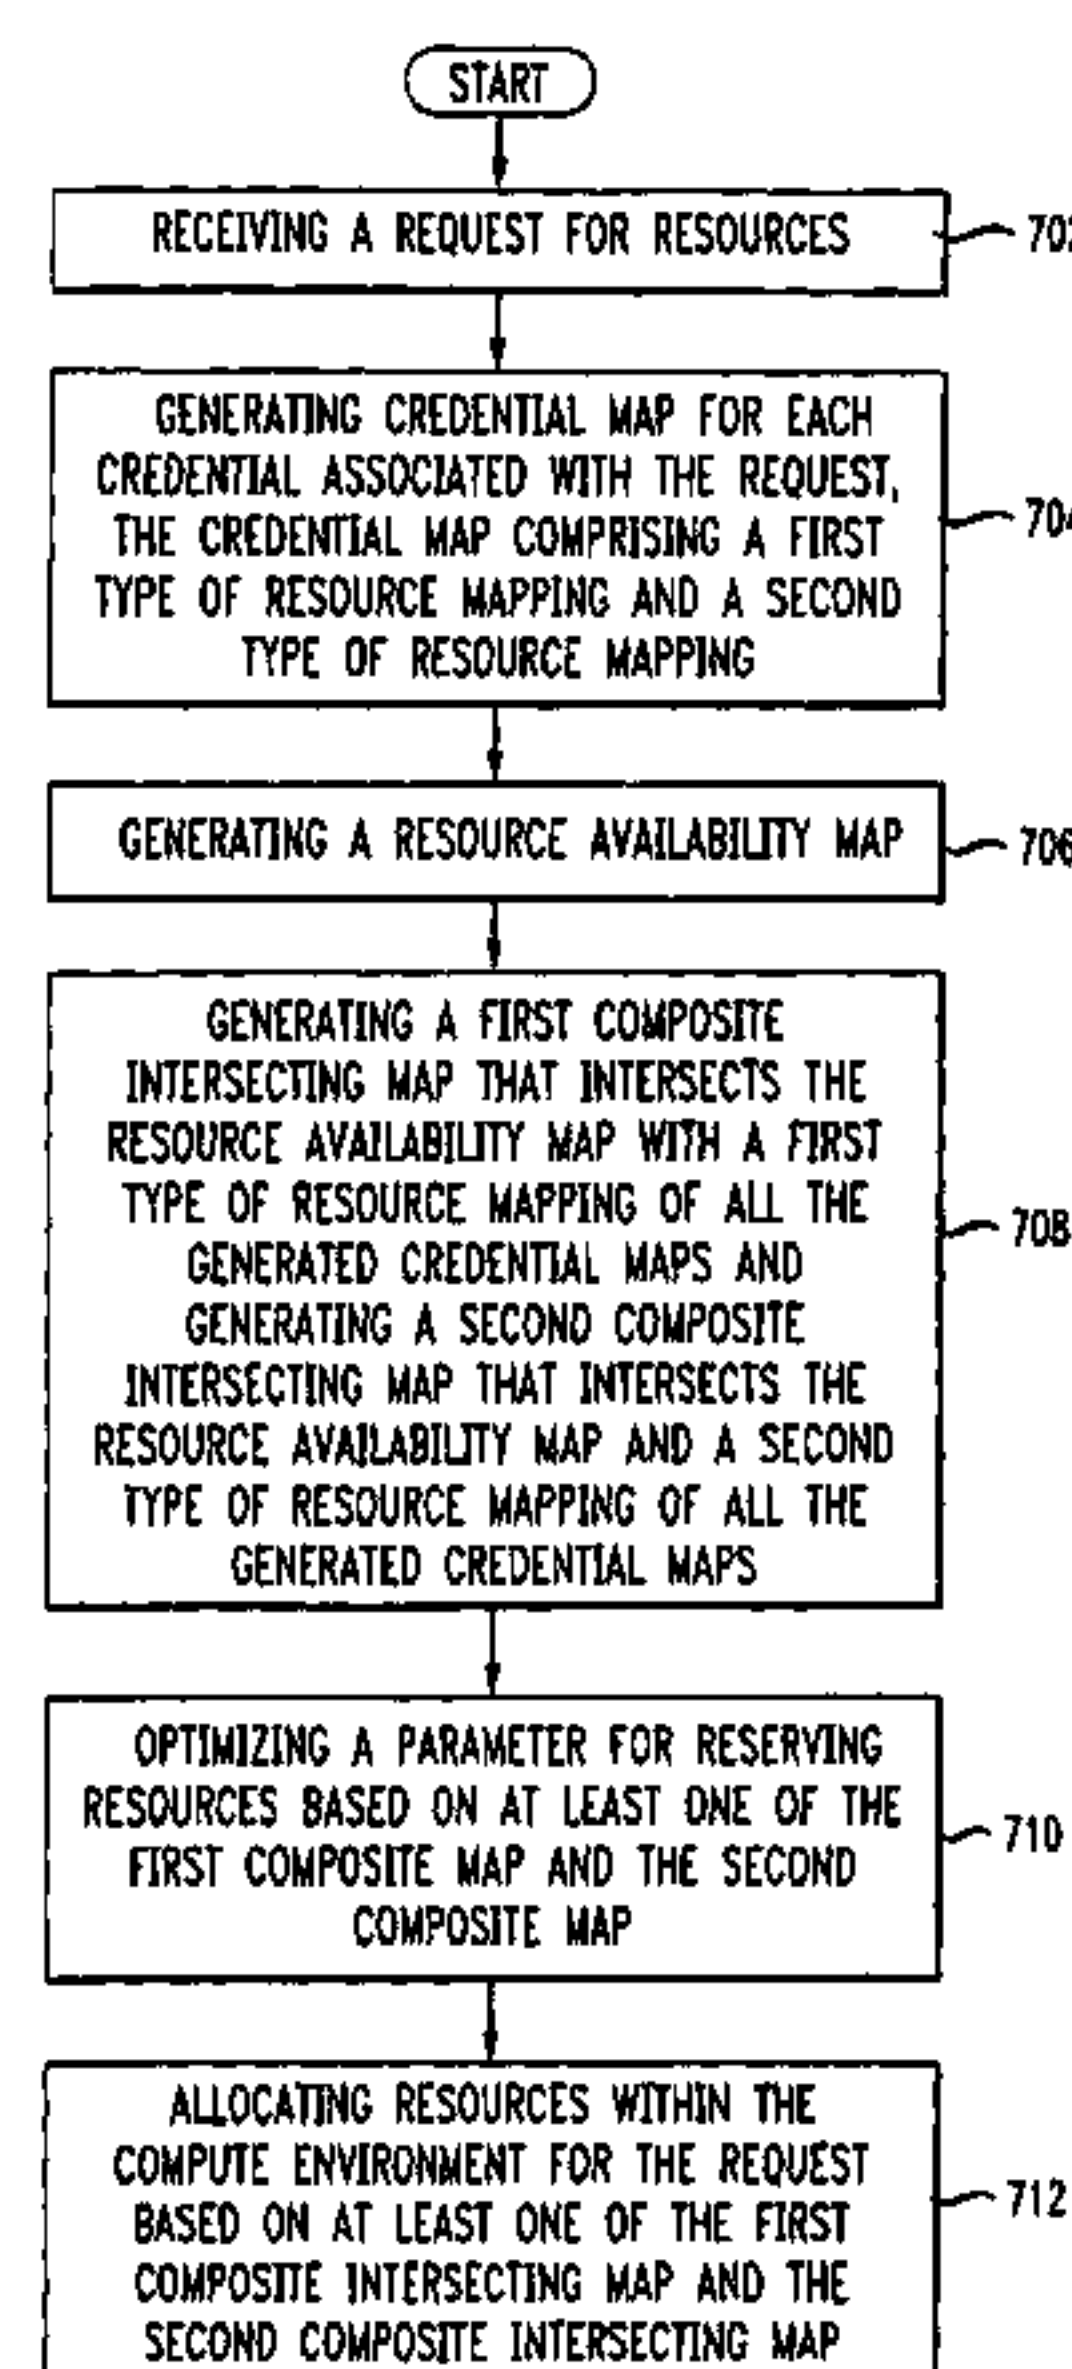 START
RECEIVING A REQUEST FOR RESOURCES
702
GENERATING CREDENTIAL MAP FOR EACH
CREDENTIAL ASSOCIATED WITH THE REQUEST,
THE CREDENTIAL MAP COMPRISING A FIRST
TYPE OF RESOURCE MAPPING AND A SECOND
TYPE OF RESOURCE MAPPING
704
GENERATING A RESOURCE AVAILABILITY MAP
706
GENERATING A FIRST COMPOSITE
INTERSECTING MAP THAT INTERSECTS THE
RESOURCE AVAILABILITY MAP WITH A FIRST
TYPE OF RESOURCE MAPPING OF ALL THE
GENERATED CREDENTIAL MAPS AND
GENERATING A SECOND COMPOSITE
INTERSECTING MAP THAT INTERSECTS THE
RESOURCE AVAILABILITY MAP AND A SECOND
TYPE OF RESOURCE MAPPING OF ALL THE
GENERATED CREDENTIAL MAPS
708
OPTIMIZING A PARAMETER FOR RESERVING
RESOURCES BASED ON AT LEAST ONE OF THE
FIRST COMPOSITE MAP AND THE SECOND
COMPOSITE MAP
710
ALLOCATING RESOURCES WITHIN THE
COMPUTE ENVIRONMENT FOR THE REQUEST
BASED ON AT LEAST ONE OF THE FIRST
COMPOSITE INTERSECTING MAP AND THE
SECOND COMPOSITE INTERSECTING MAP
712